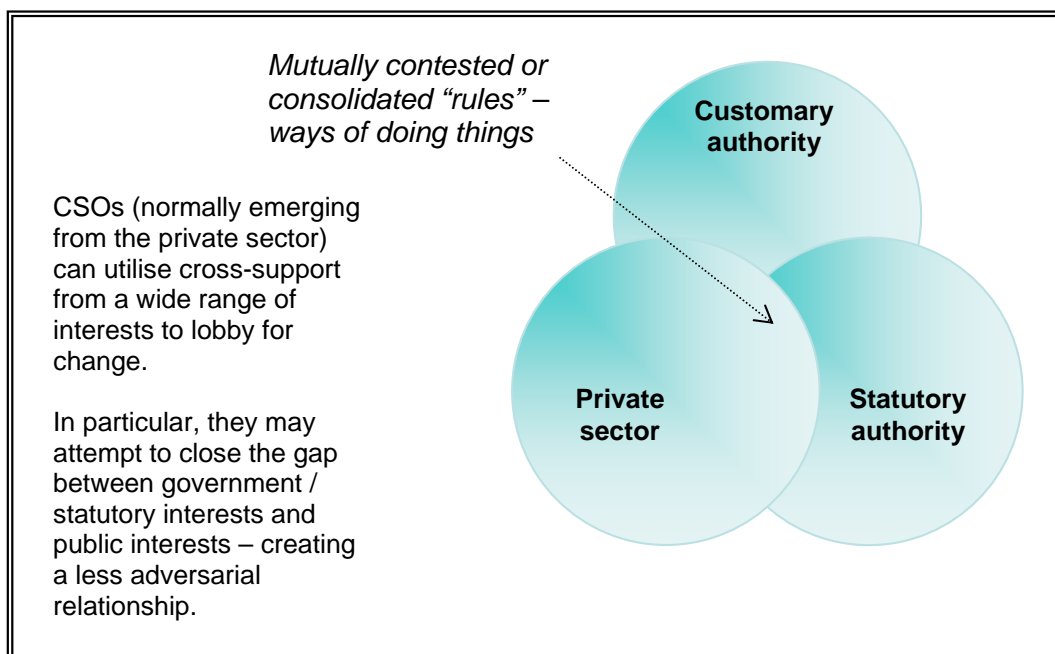 Mutually contested or
consolidated “rules” –
ways of doing things
Customary
authority
CSOs (normally emerging
from the private sector)
can utilise cross-support
from a wide range of
interests to lobby for
change.
In particular, they may
attempt to close the gap
between government /
statutory interests and
public interests – creating
a less adversarial
relationship.
Private
sector
Statutory
authority